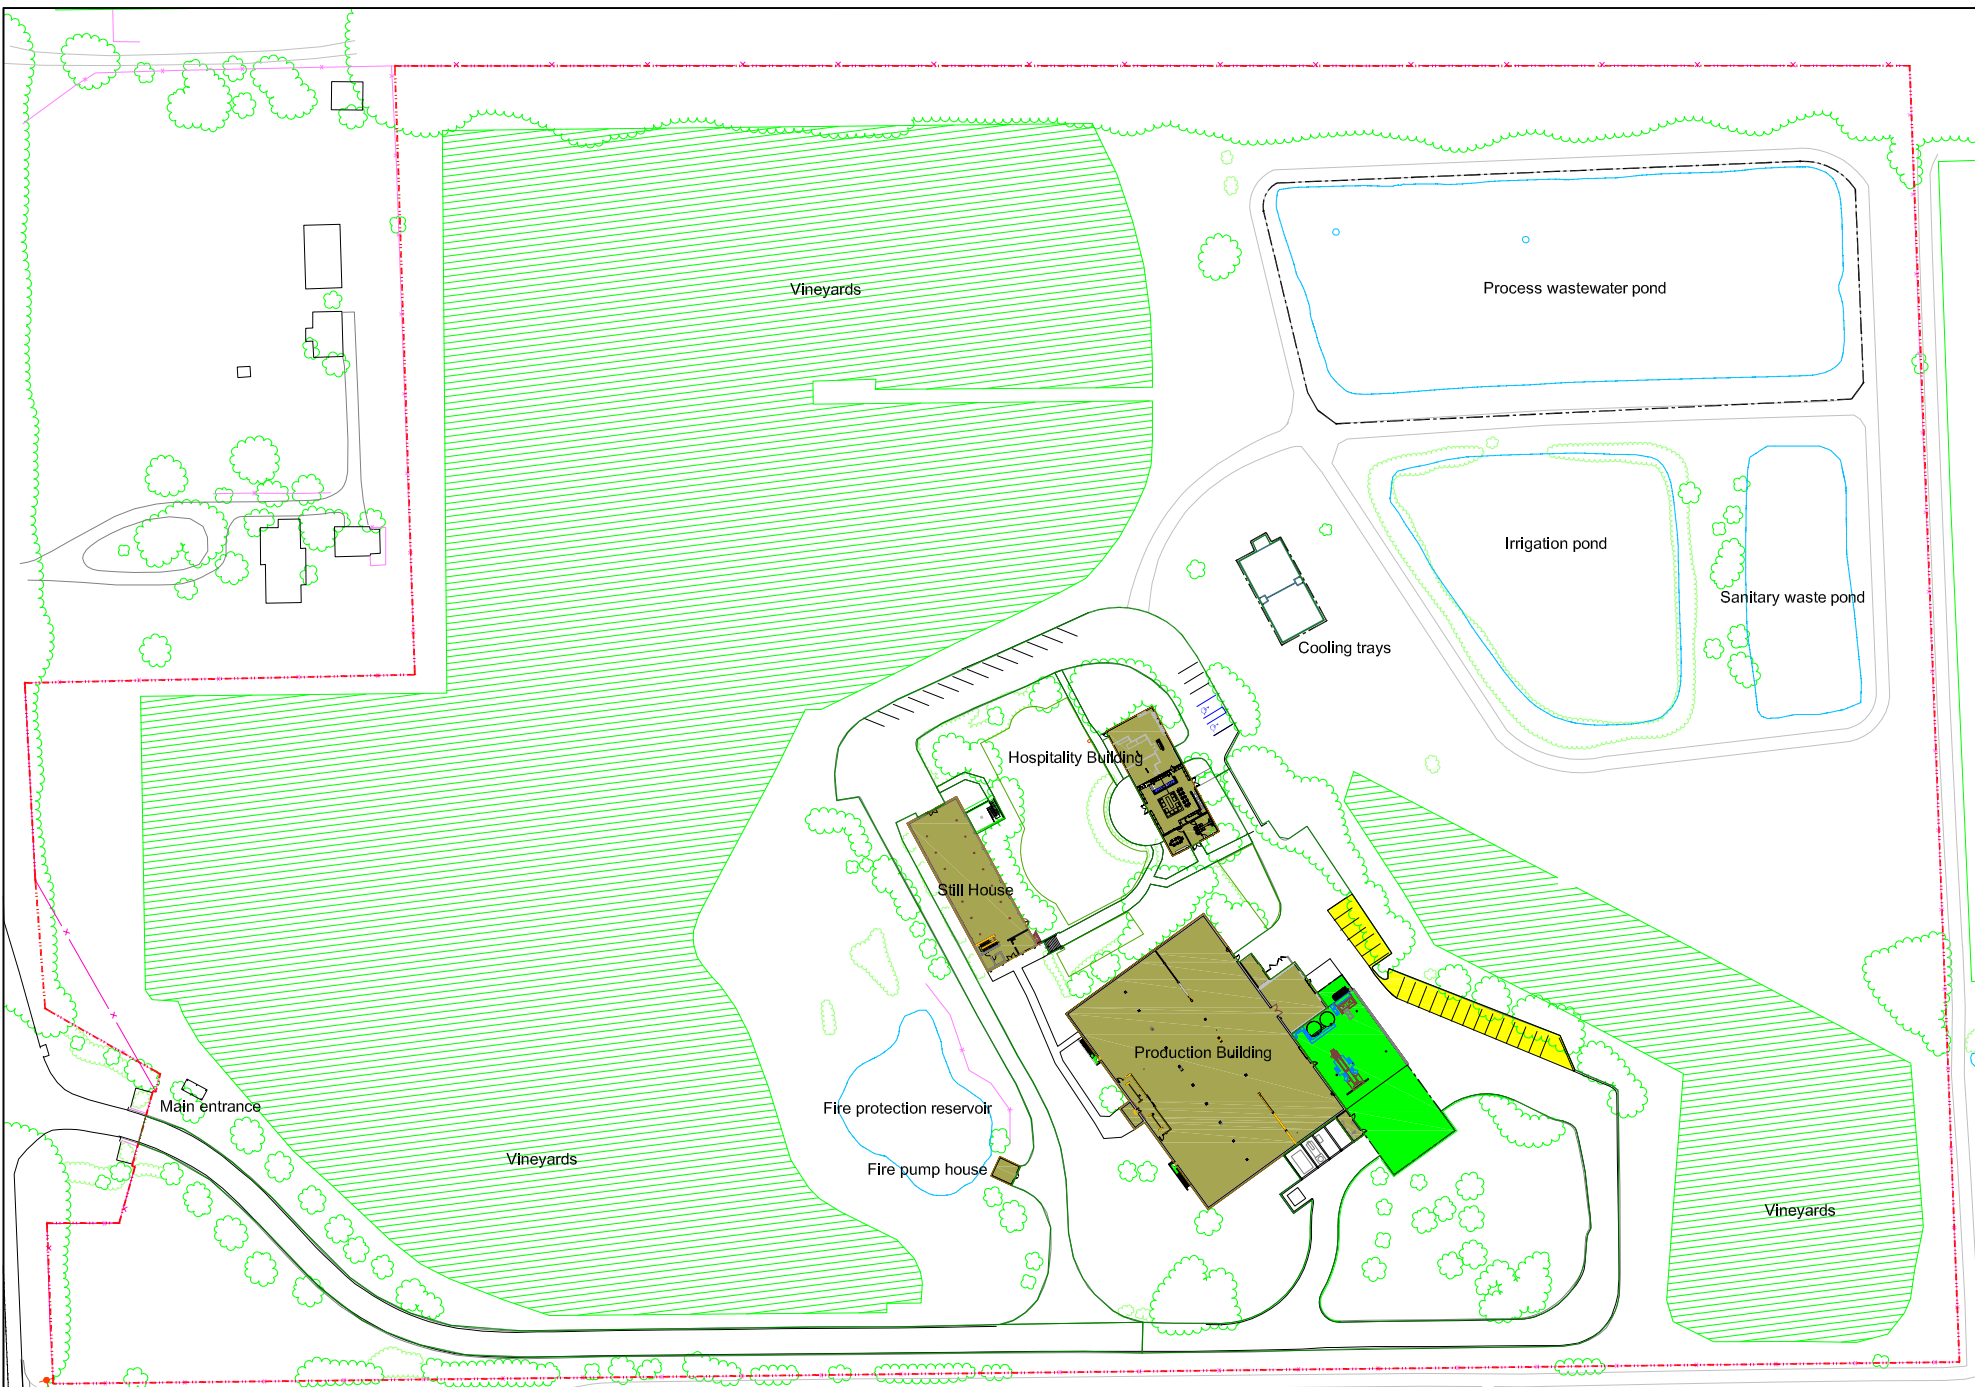 Vineyards
Process wastewater pond
Irrigation pond
Sanitary waste pond
Cooling trays
Hospitality Building
Still House
Production Building
Main entrance
Fire protection reservoir
Vineyards
Fire pump house
Vineyards